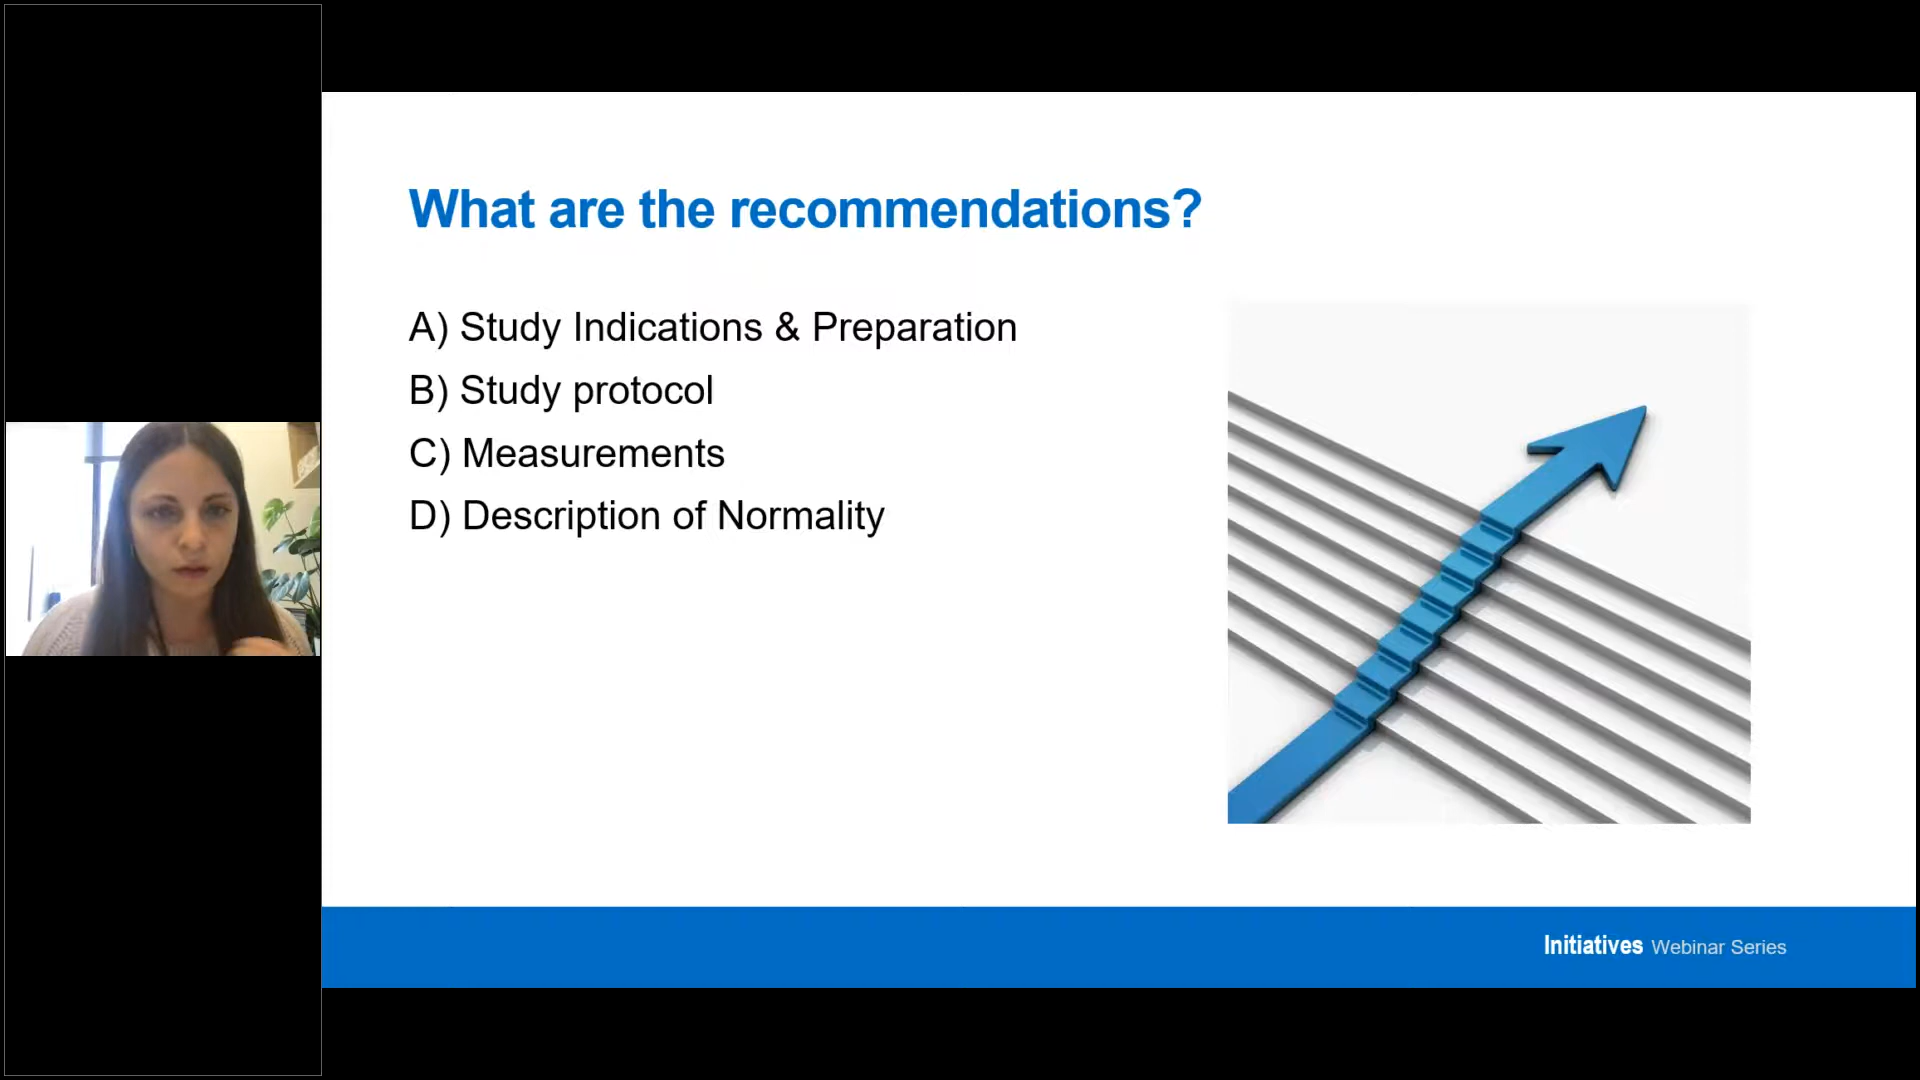 What are the recommendations?
A) Study Indications & Preparation
B) Study protocol
C) Measurements
D) Description of Normality
Initiatives Webinar Series